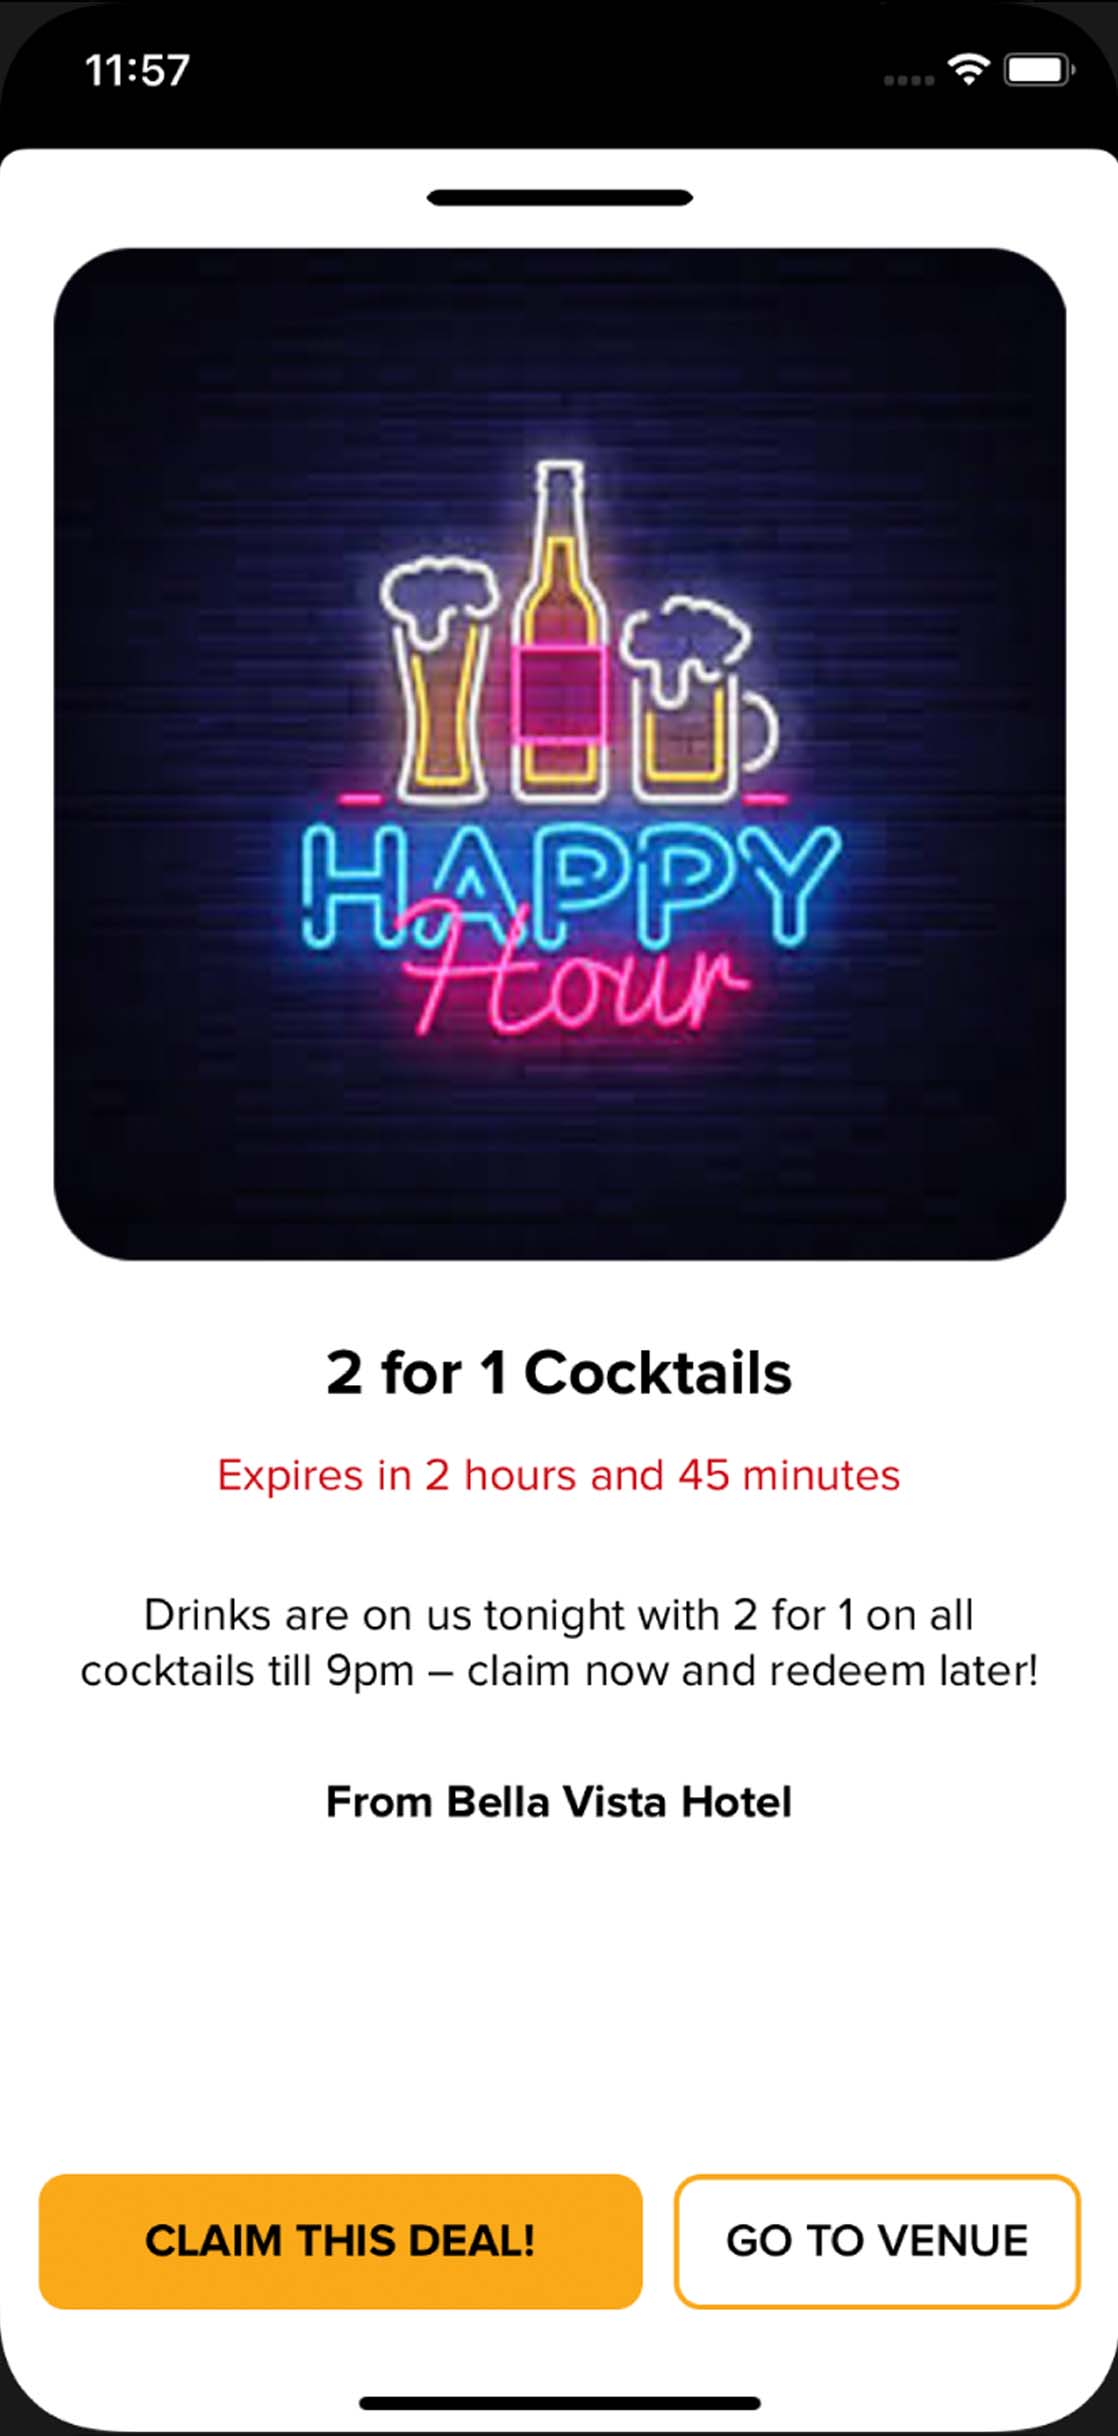 11:57
HAPPY
Hour
2 for 1 Cocktails
Expires in 2 hours and 45 minutes
Drinks are on us tonight with 2 for 1 on all
cocktails till 9pm – claim now and redeem later!
From Bella Vista Hotel
CLAIM THIS DEAL!
GO TO VENUE